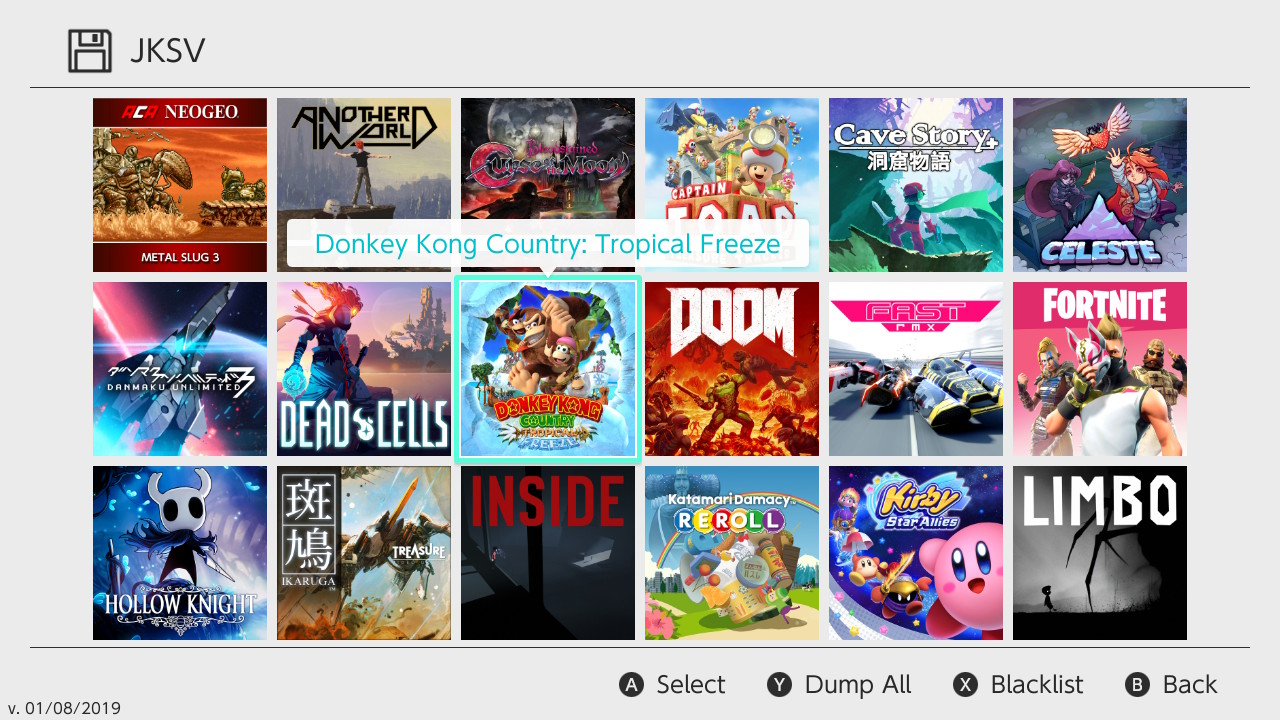 JKSV
ACA NEOGEO
METAL SLUG 3
ANOTHER WORLD
Bloodstained
Curse of the Moon
CAPTAIN
TOAD
Cave Story+
洞窟物語
CELESTE
Donkey Kong Country: Tropical Freeze
DANMAKU UNLIMITED 3
DEAD CELLS
DONKEY KONG
COUNTRY
TROPICAL
FREEZE
DOOM
FAST
rmx
FORTNITE
HOLLOW KNIGHT
斑鳩
IKARUGA
TREASURE
INSIDE
Katamari Damacy
REROLL
Kirby
Star Allies
LIMBO
A Select
Y Dump All
X Blacklist
B Back
v. 01/08/2019